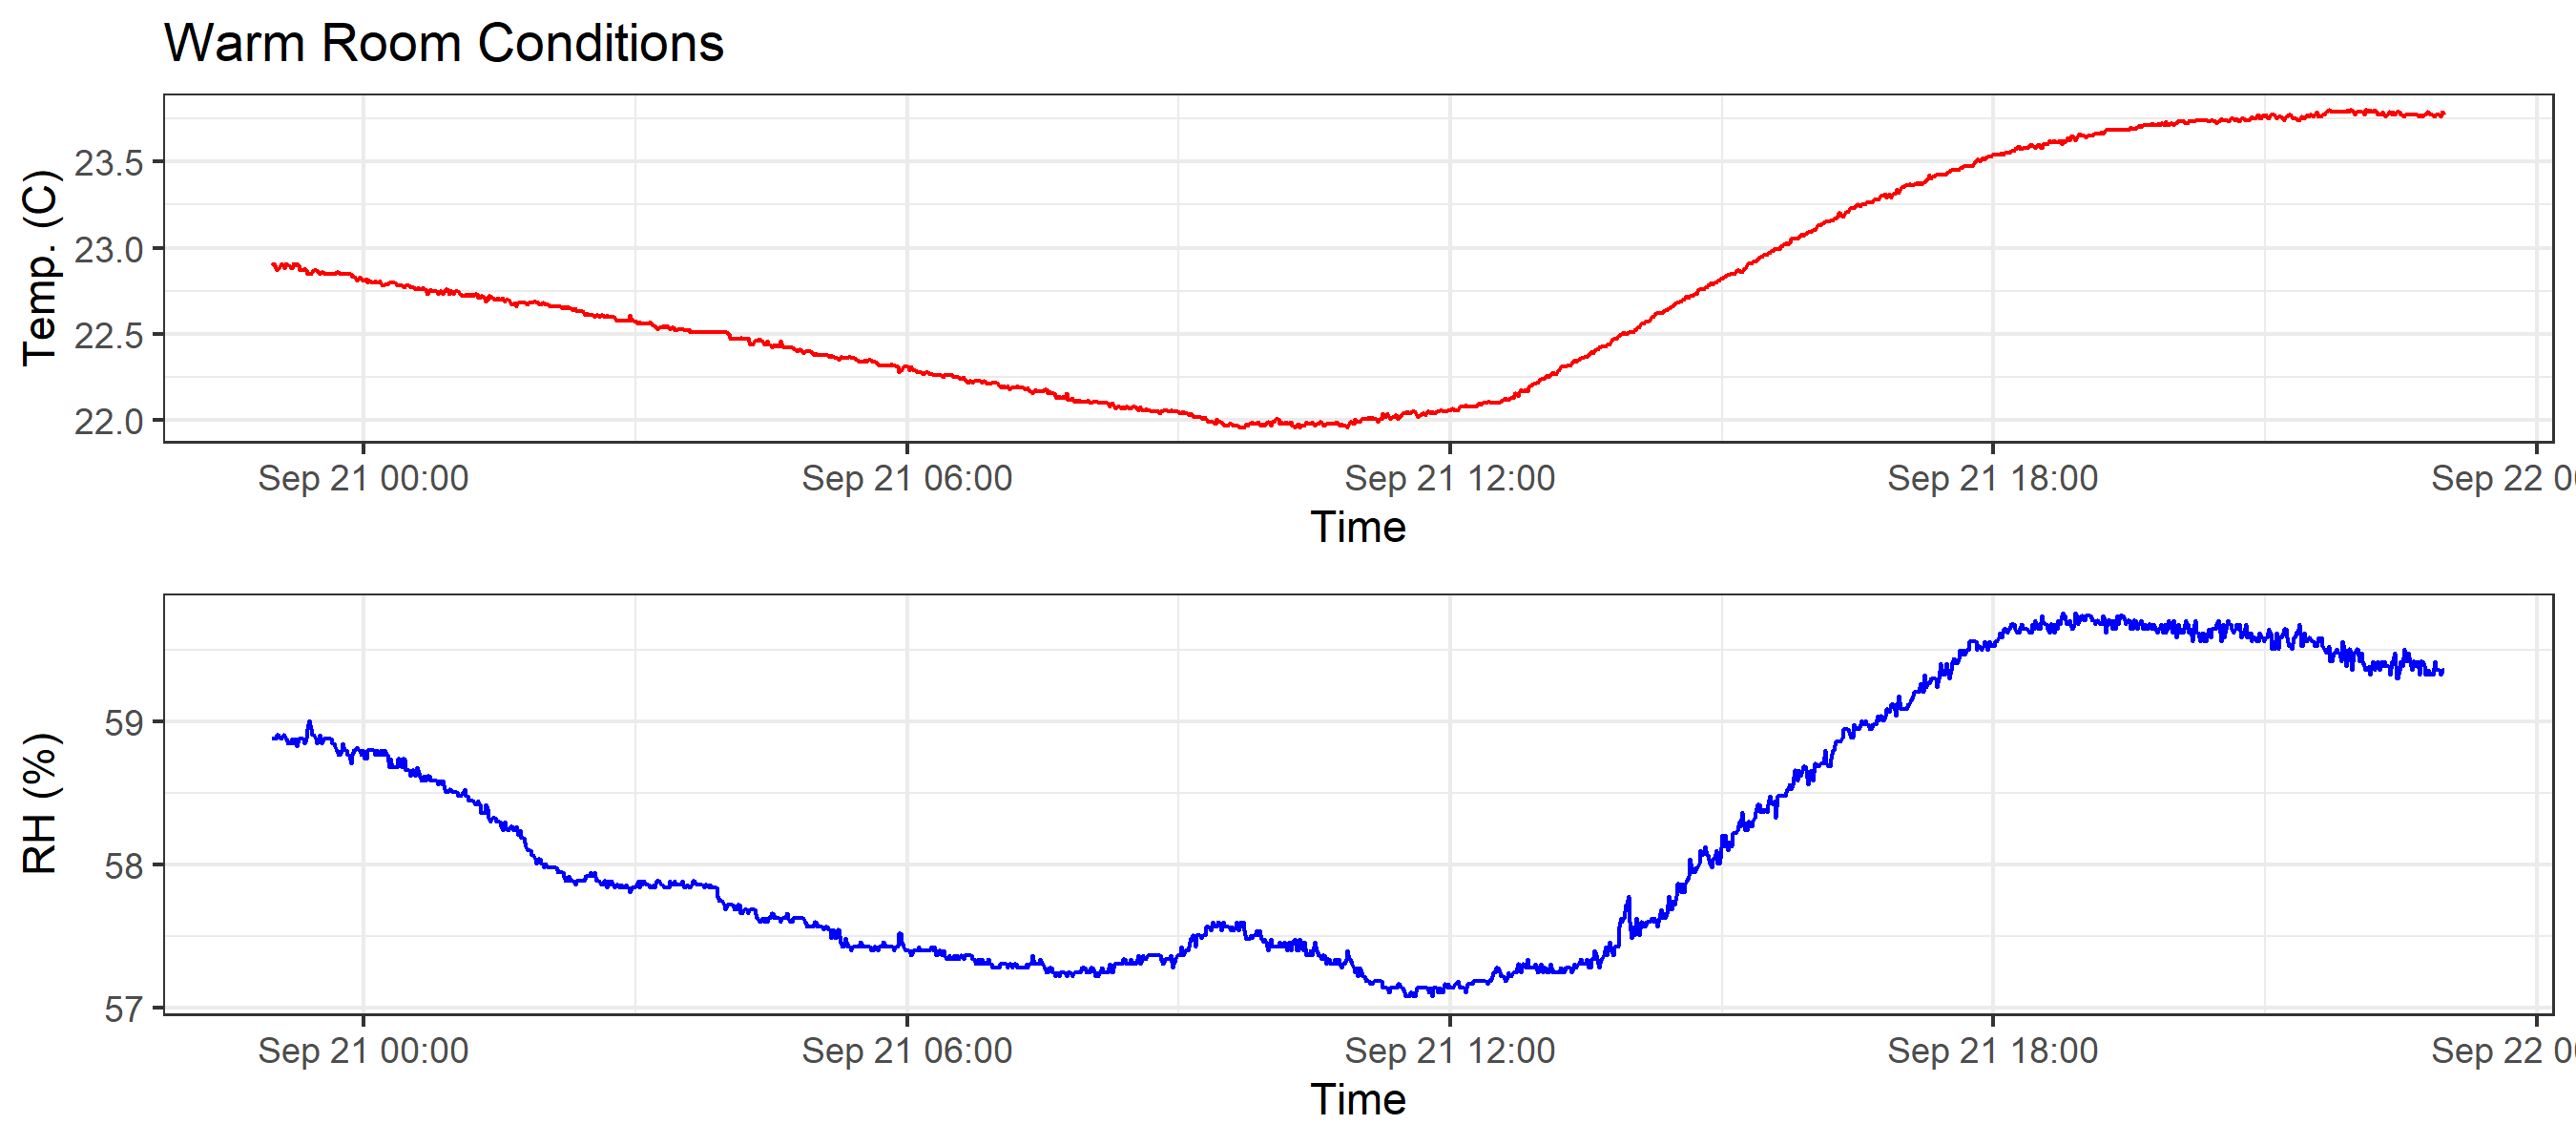 Warm Room Conditions
Temp. (C)
23.5
23.0
22.5
22.0
Sep 21 00:00 Sep 21 06:00 Sep 21 12:00 Sep 21 18:00 Sep 22 0
Time
RH (%)
59
58
57
Sep 21 00:00 Sep 21 06:00 Sep 21 12:00 Sep 21 18:00 Sep 22 0
Time